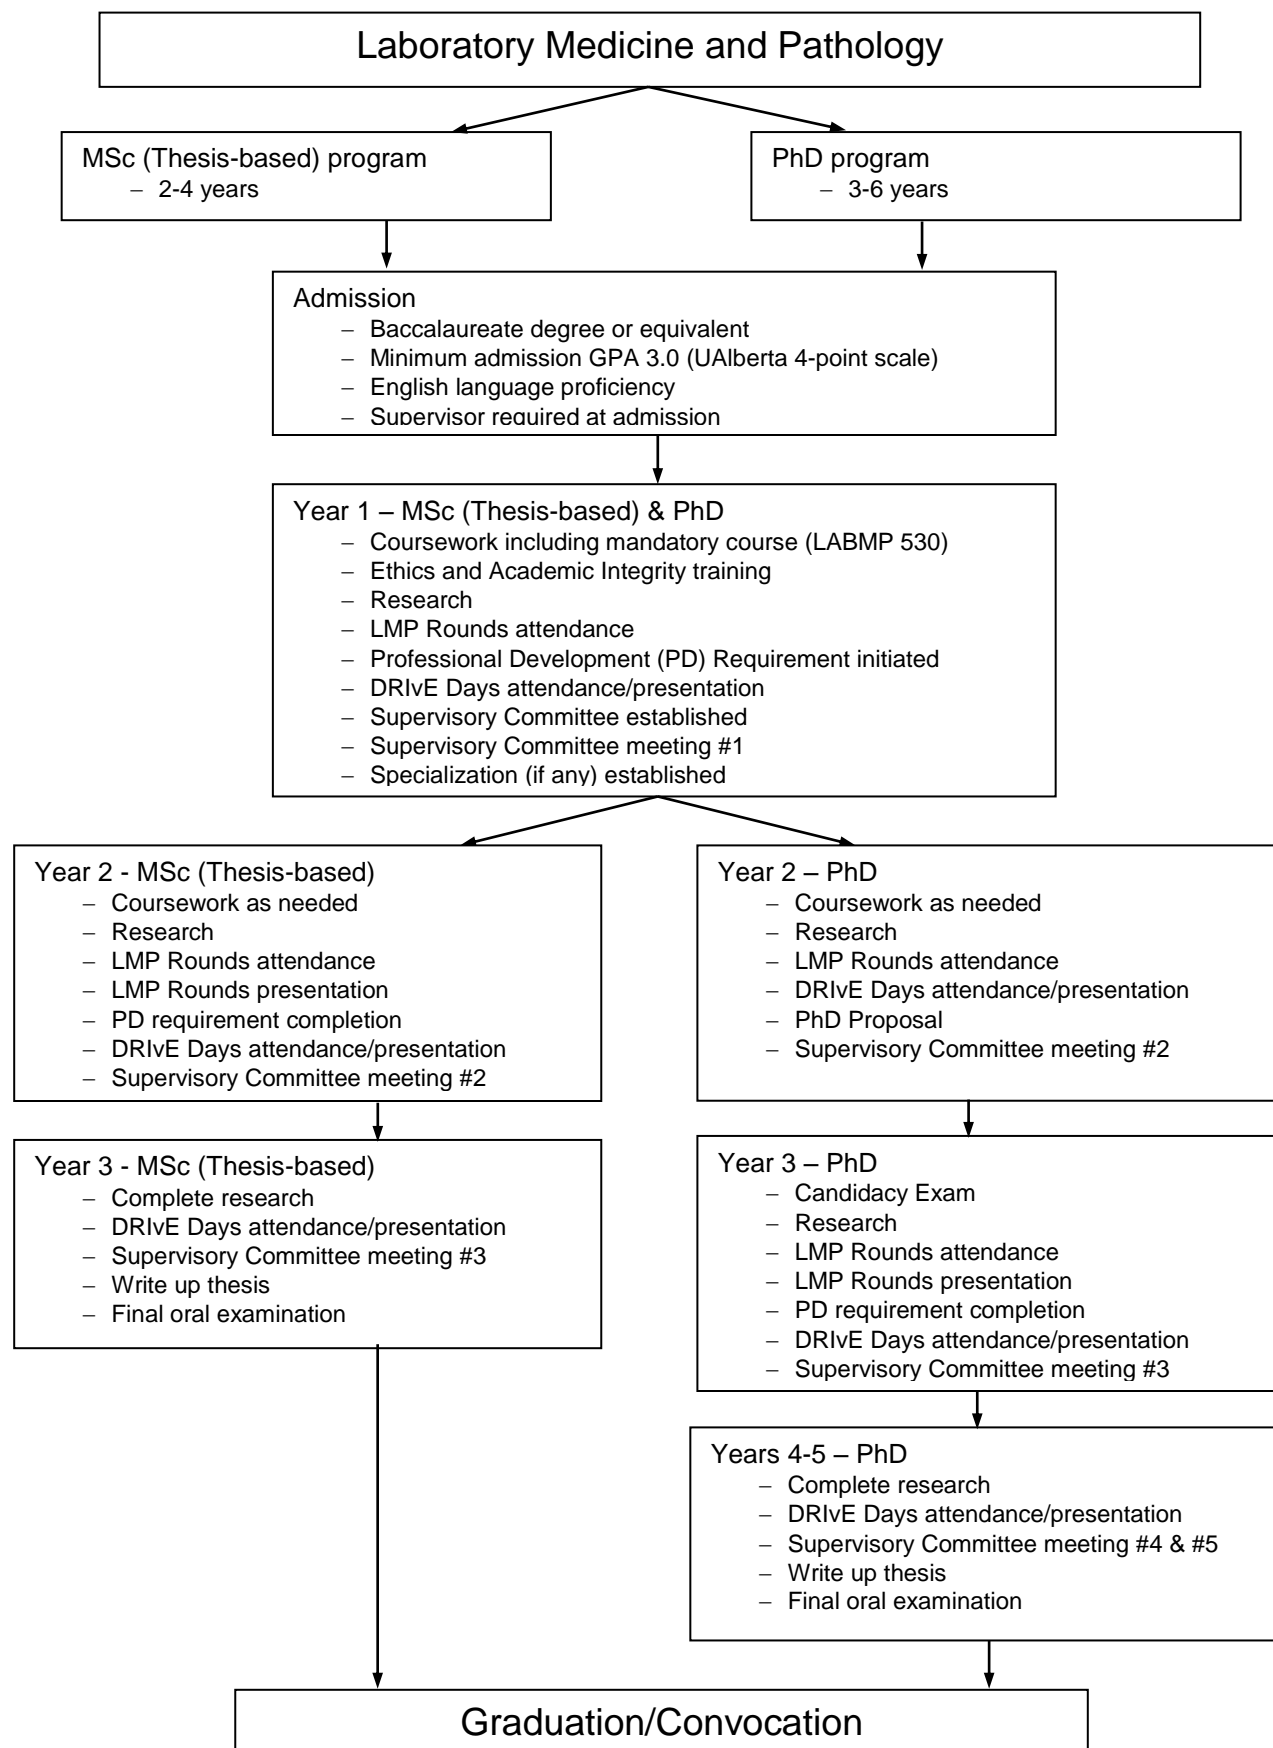 Laboratory Medicine and Pathology
MSc (Thesis-based) program
– 2-4 years
PhD program
– 3-6 years
Admission
– Baccalaureate degree or equivalent
– Minimum admission GPA 3.0 (UAlberta 4-point scale)
– English language proficiency
– Supervisor required at admission
Year 1 – MSc (Thesis-based) & PhD
– Coursework including mandatory course (LABMP 530)
– Ethics and Academic Integrity training
– Research
– LMP Rounds attendance
– Professional Development (PD) Requirement initiated
– DRIvE Days attendance/presentation
– Supervisory Committee established
– Supervisory Committee meeting #1
– Specialization (if any) established
Year 2 - MSc (Thesis-based)
– Coursework as needed
– Research
– LMP Rounds attendance
– LMP Rounds presentation
– PD requirement completion
– DRIvE Days attendance/presentation
– Supervisory Committee meeting #2
Year 2 – PhD
– Coursework as needed
– Research
– LMP Rounds attendance
– DRIvE Days attendance/presentation
– PhD Proposal
– Supervisory Committee meeting #2
Year 3 - MSc (Thesis-based)
– Complete research
– DRIvE Days attendance/presentation
– Supervisory Committee meeting #3
– Write up thesis
– Final oral examination
Year 3 – PhD
– Candidacy Exam
– Research
– LMP Rounds attendance
– LMP Rounds presentation
– PD requirement completion
– DRIvE Days attendance/presentation
– Supervisory Committee meeting #3
Years 4-5 – PhD
– Complete research
– DRIvE Days attendance/presentation
– Supervisory Committee meeting #4 & #5
– Write up thesis
– Final oral examination
Graduation/Convocation